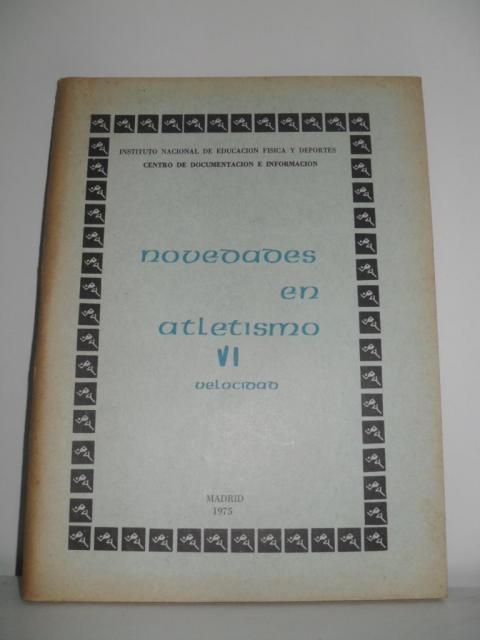 INSTITUTO NACIONAL DE EDUCACION FISICA Y DEPORTES
CENTRO DE DOCUMENTACION E INFORMACION
novedades
en
atletismo
VI
velocidad
MADRID
1975